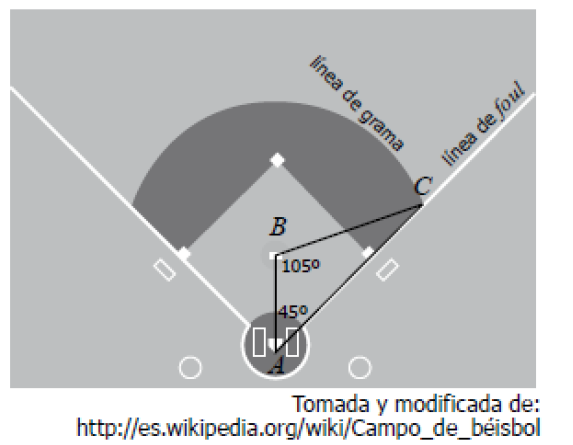 línea de grama
línea de foul
C
B
105º
45º
A
Tomada y modificada de:
http://es.wikipedia.org/wiki/Campo_de_béisbol